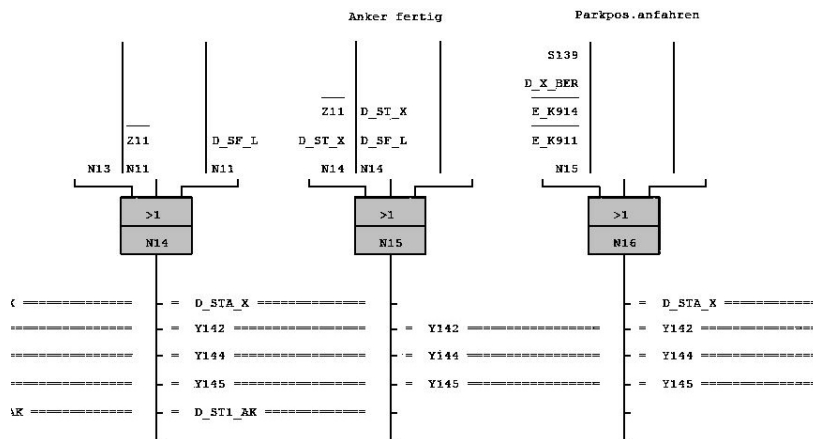 Anker fertig Parkpos.anfahren
S139
D_X_BER
Z11 D_ST_X E_K914
Z11 D_SF_L D_ST_X D_SF_L E_K911
N13 N11 N11 N14 N14 N15
>1 >1 >1
N14 N15 N16
= D_STA_X = D_STA_X
= Y142 = Y142 = Y142
= Y144 = Y144 = Y144
= Y145 = Y145 = Y145
AK = D_ST1_AK